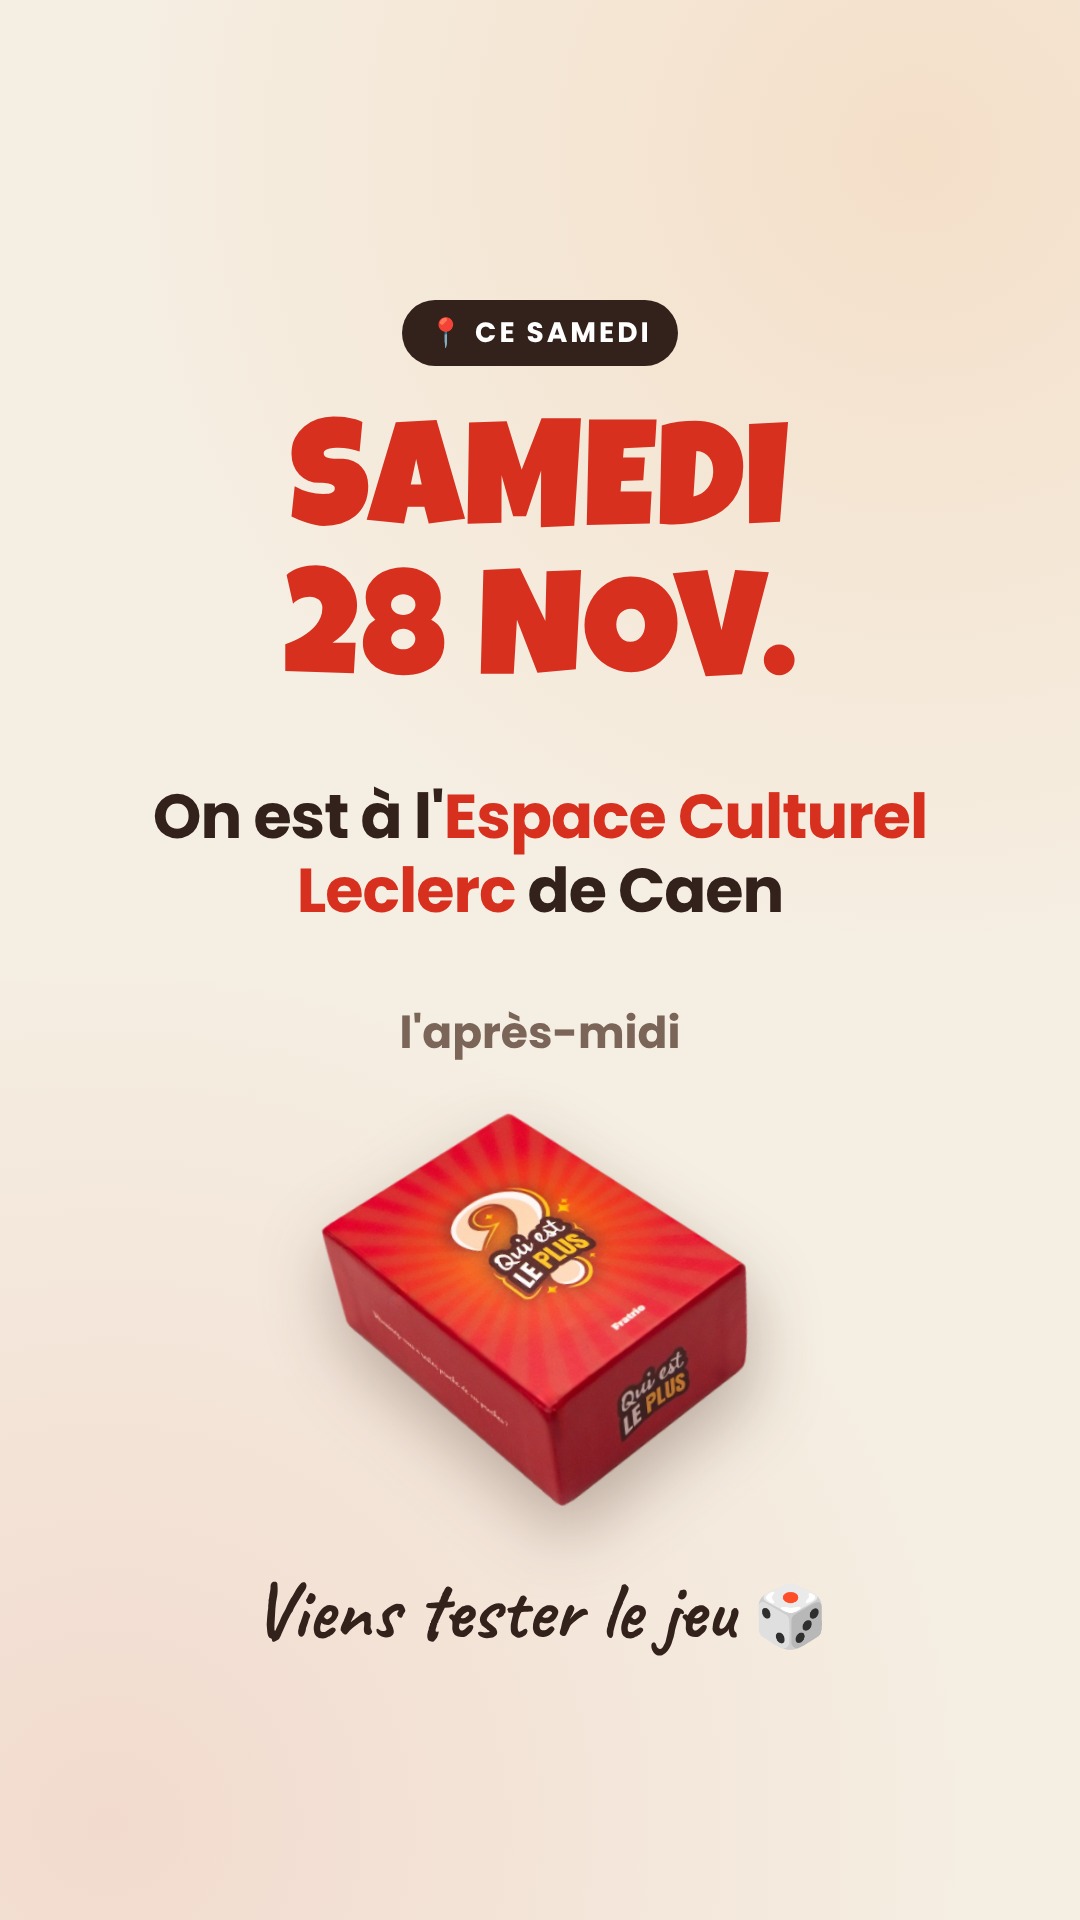 📍 CE SAMEDI
SAMEDI
28 NOV.
On est à l'Espace Culturel
Leclerc de Caen
l'après-midi
Qui est
LE PLUS
Fratrio
Qui est
LE PLUS
Viens tester le jeu 🎲